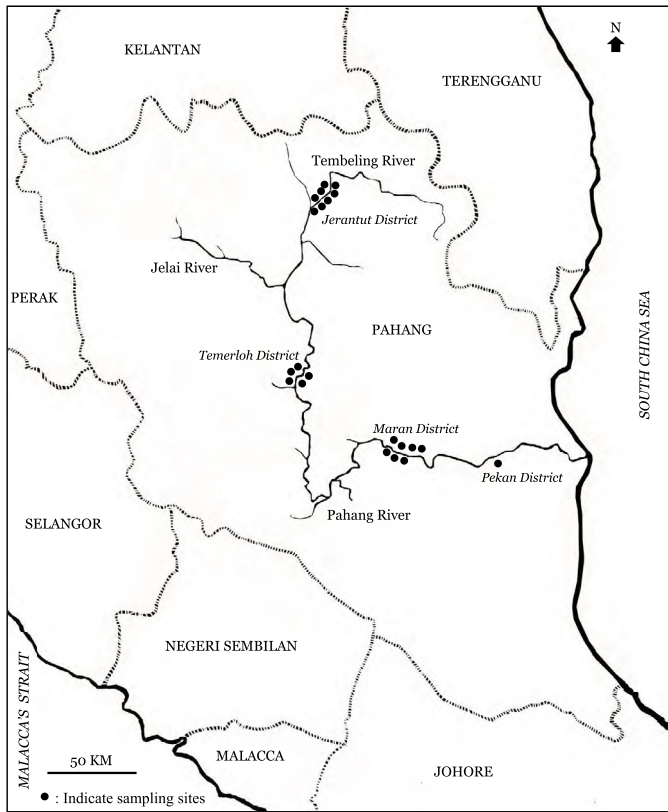 N
KELANTAN
TERENGGANU
Tembeling River
Jerantut District
Jelai River
PERAK
PAHANG
SOUTH CHINA SEA
Temerloh District
Maran District
Pekan District
Pahang River
SELANGOR
NEGERI SEMBILAN
MALACCA'S STRAIT
MALACCA
JOHORE
50 KM
: Indicate sampling sites